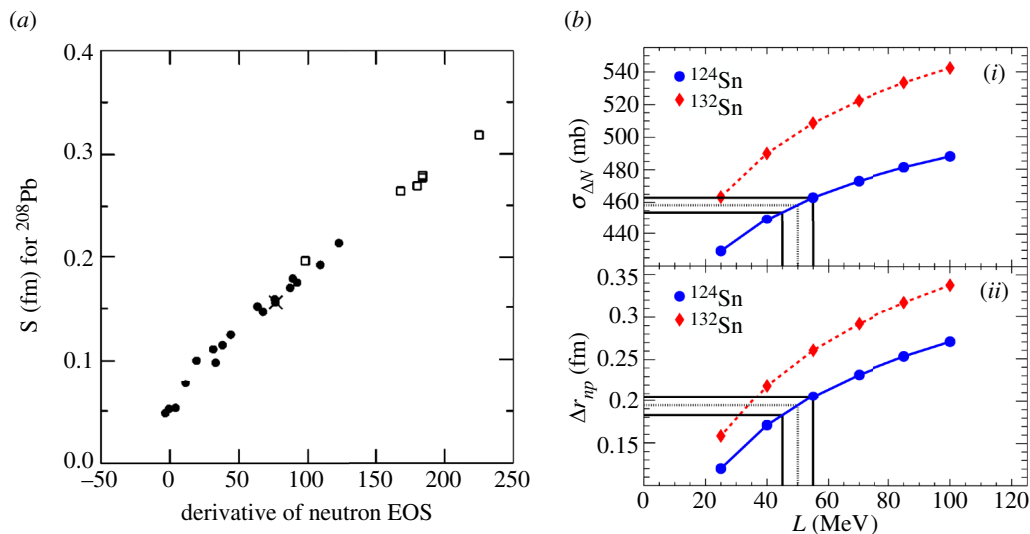 (a)
0.4
0.3
0.2
0.1
0.0
S (fm) for ²⁰⁸Pb
−50 0 50 100 150 200 250
derivative of neutron EOS
(b)
540
520
500
480
460
440
σΔN (mb)
¹²⁴Sn
¹³²Sn
(i)
0.35
0.3
0.25
0.2
0.15
Δrnp (fm)
¹²⁴Sn
¹³²Sn
(ii)
0 20 40 60 80 100 120
L (MeV)